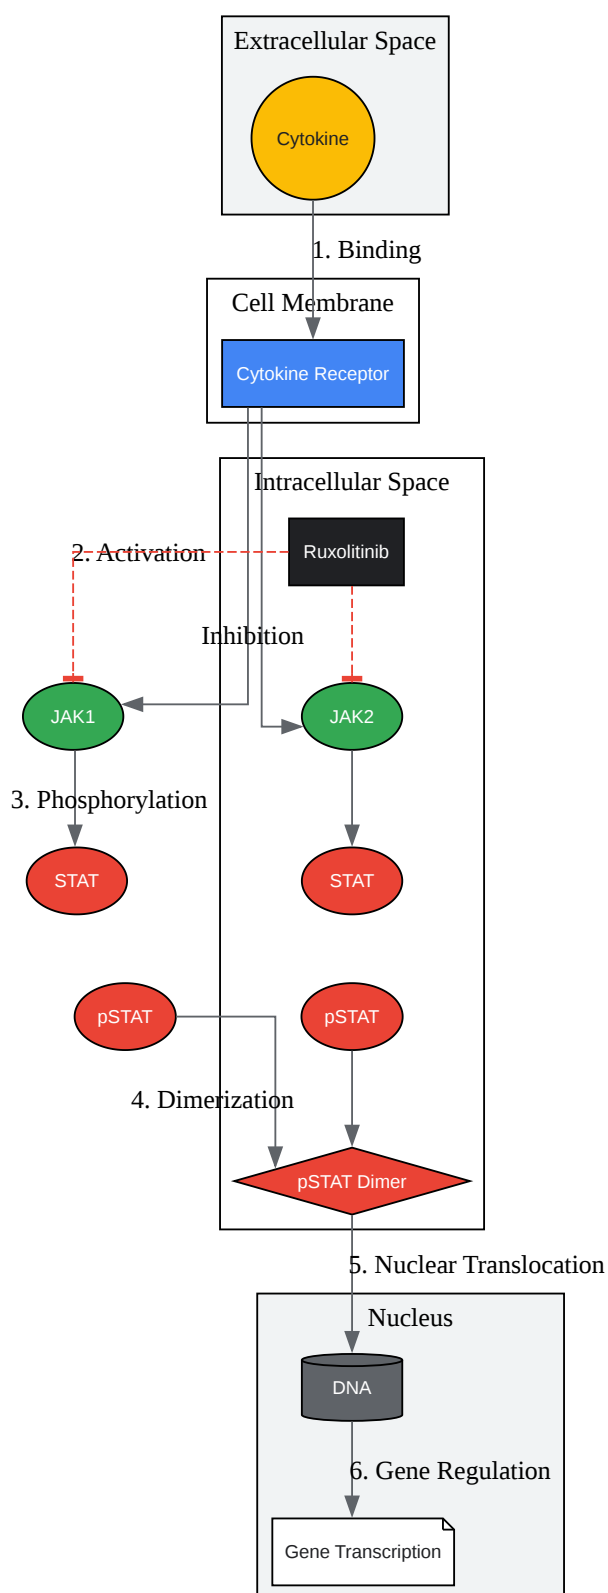 Extracellular Space
Cytokine
1. Binding
Cell Membrane
Cytokine Receptor
Intracellular Space
2. Activation
Ruxolitinib
Inhibition
JAK1
JAK2
3. Phosphorylation
STAT
STAT
pSTAT
pSTAT
4. Dimerization
pSTAT Dimer
5. Nuclear Translocation
Nucleus
DNA
6. Gene Regulation
Gene Transcription